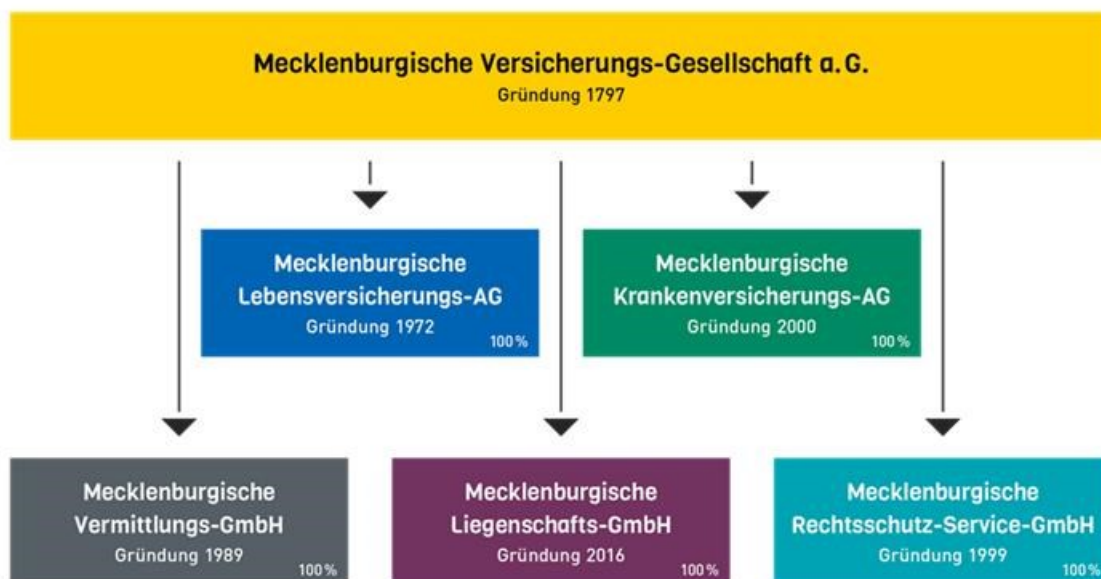 Mecklenburgische Versicherungs-Gesellschaft a. G.
Gründung 1797
Mecklenburgische
Lebensversicherungs-AG
Gründung 1972
100 %
Mecklenburgische
Krankenversicherungs-AG
Gründung 2000
100 %
Mecklenburgische
Vermittlungs-GmbH
Gründung 1989
100 %
Mecklenburgische
Liegenschafts-GmbH
Gründung 2016
100 %
Mecklenburgische
Rechtsschutz-Service-GmbH
Gründung 1999
100 %